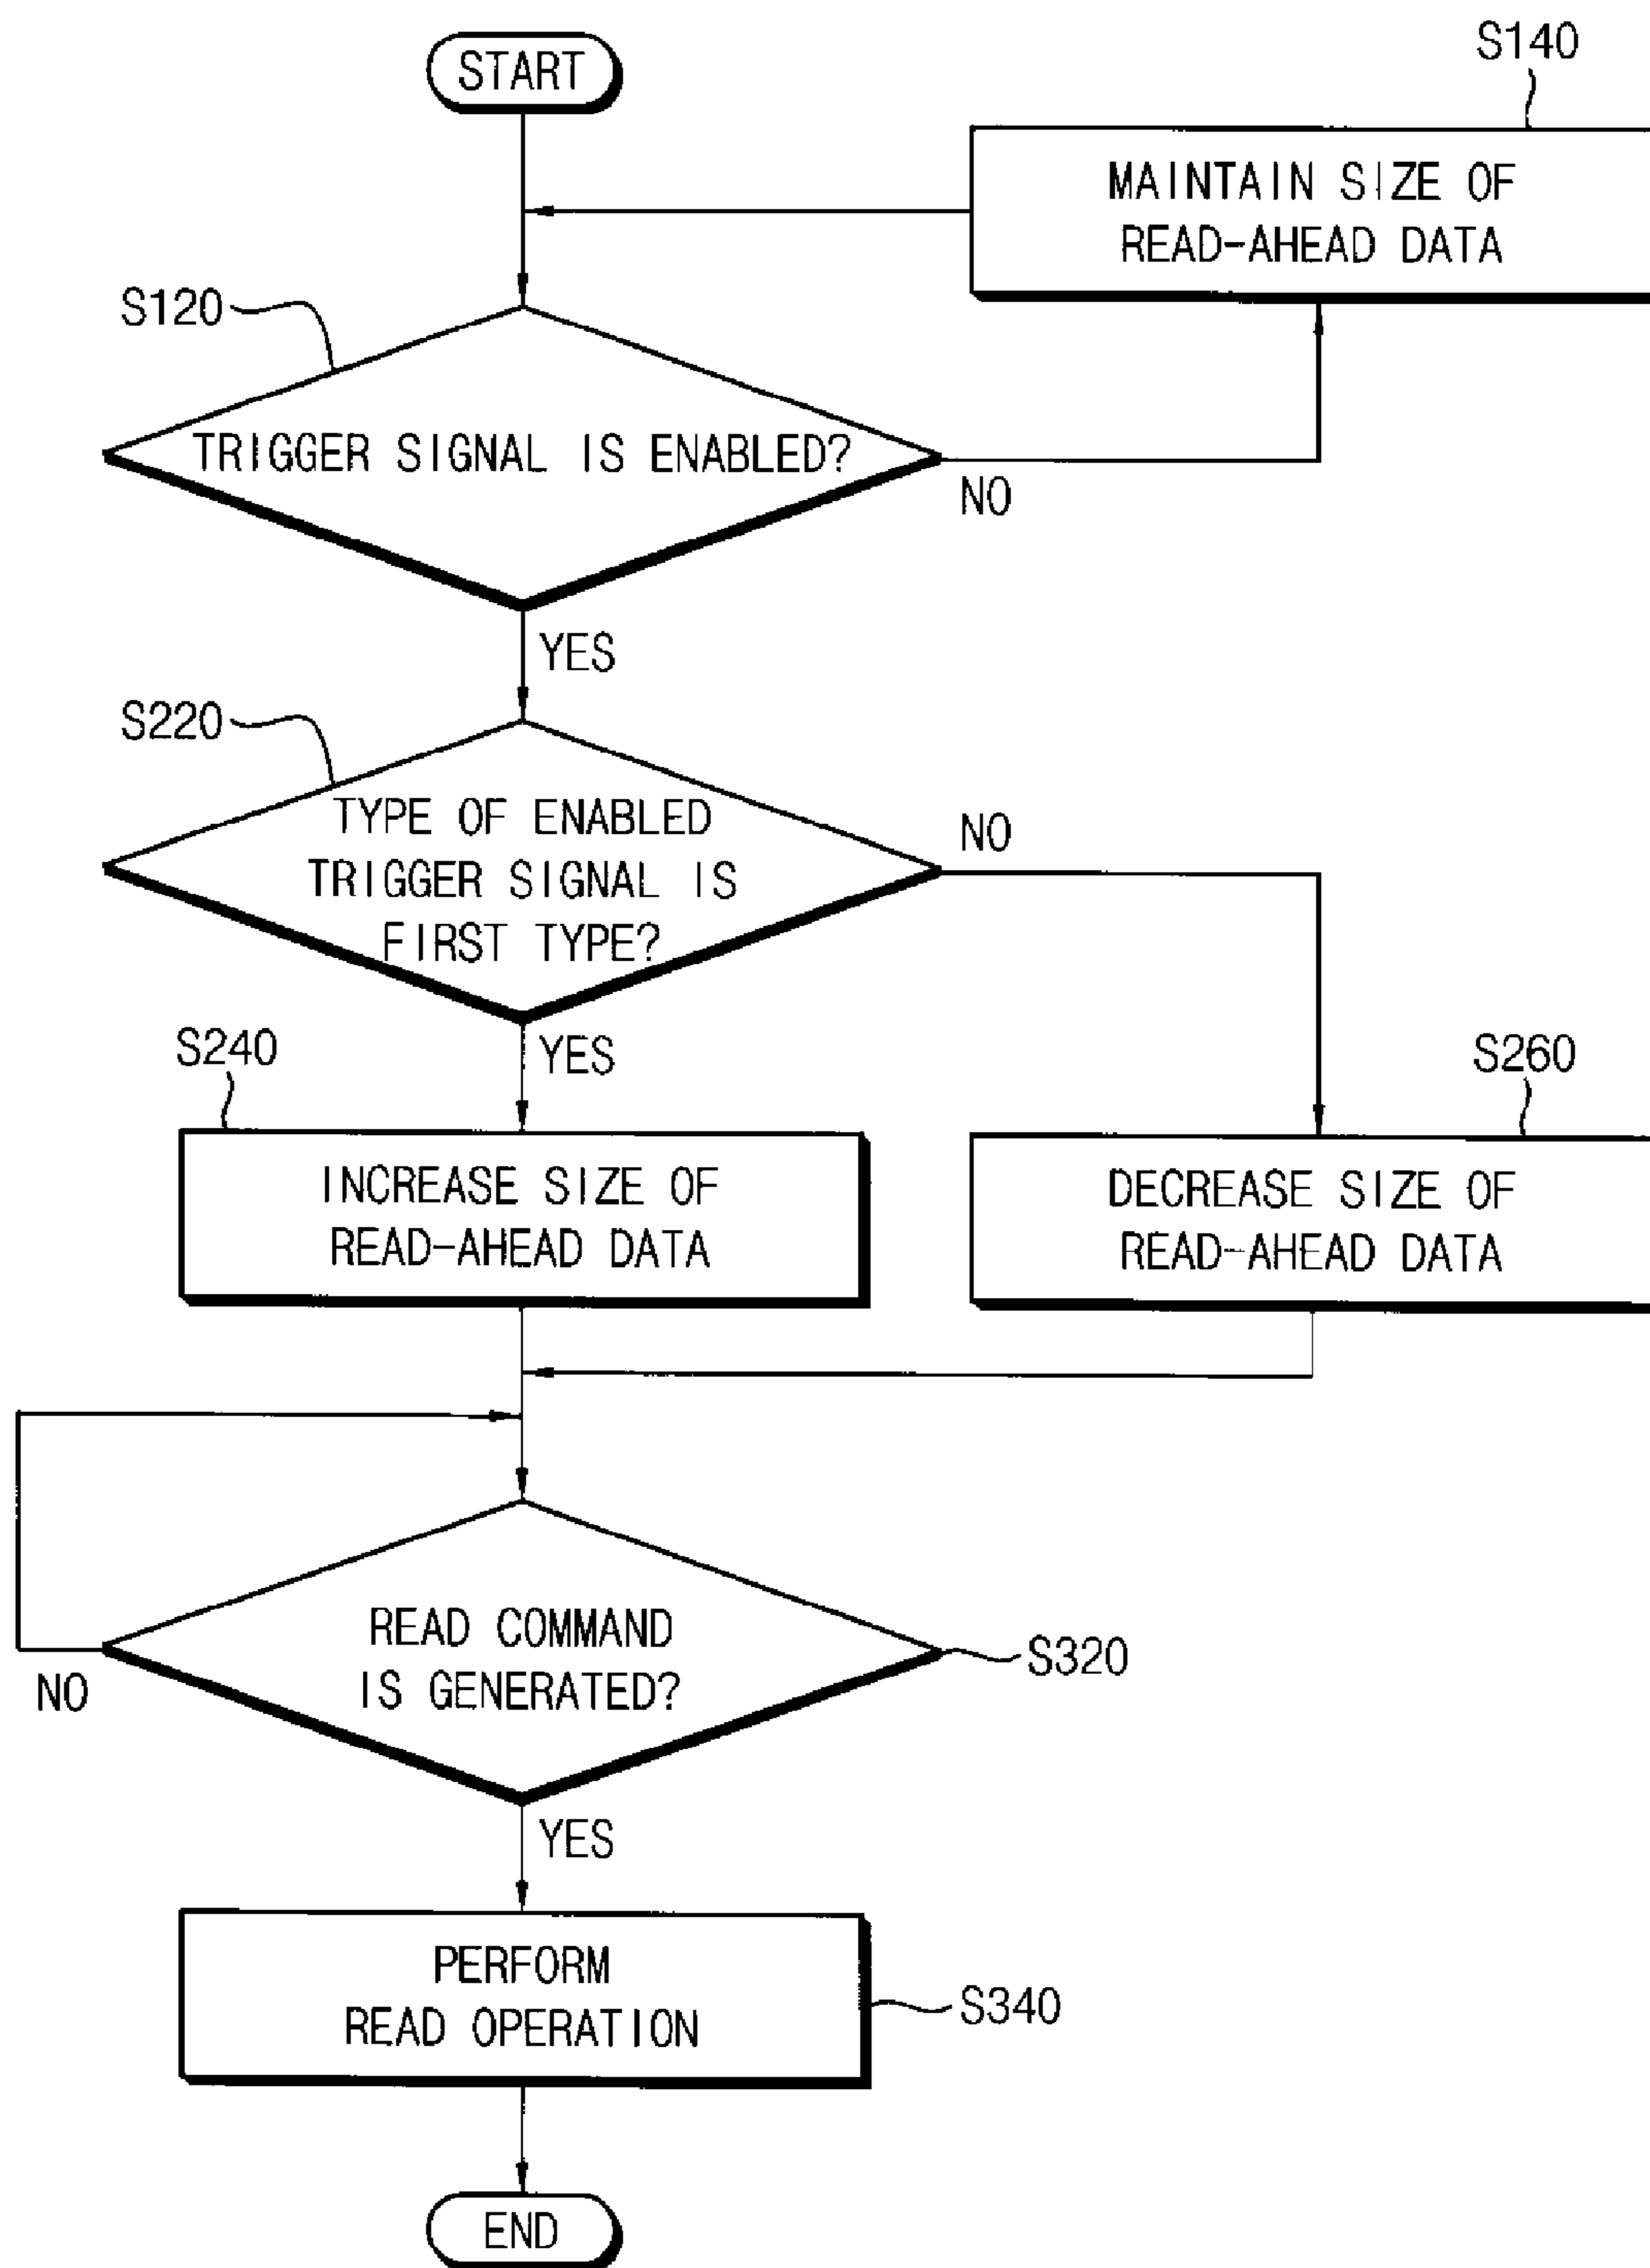 START
S140
MAINTAIN SIZE OF
READ-AHEAD DATA
S120
TRIGGER SIGNAL IS ENABLED?
NO
YES
S220
TYPE OF ENABLED
TRIGGER SIGNAL IS
FIRST TYPE?
NO
YES
S240
INCREASE SIZE OF
READ-AHEAD DATA
S260
DECREASE SIZE OF
READ-AHEAD DATA
READ COMMAND
IS GENERATED?
S320
NO
YES
PERFORM
READ OPERATION
S340
END